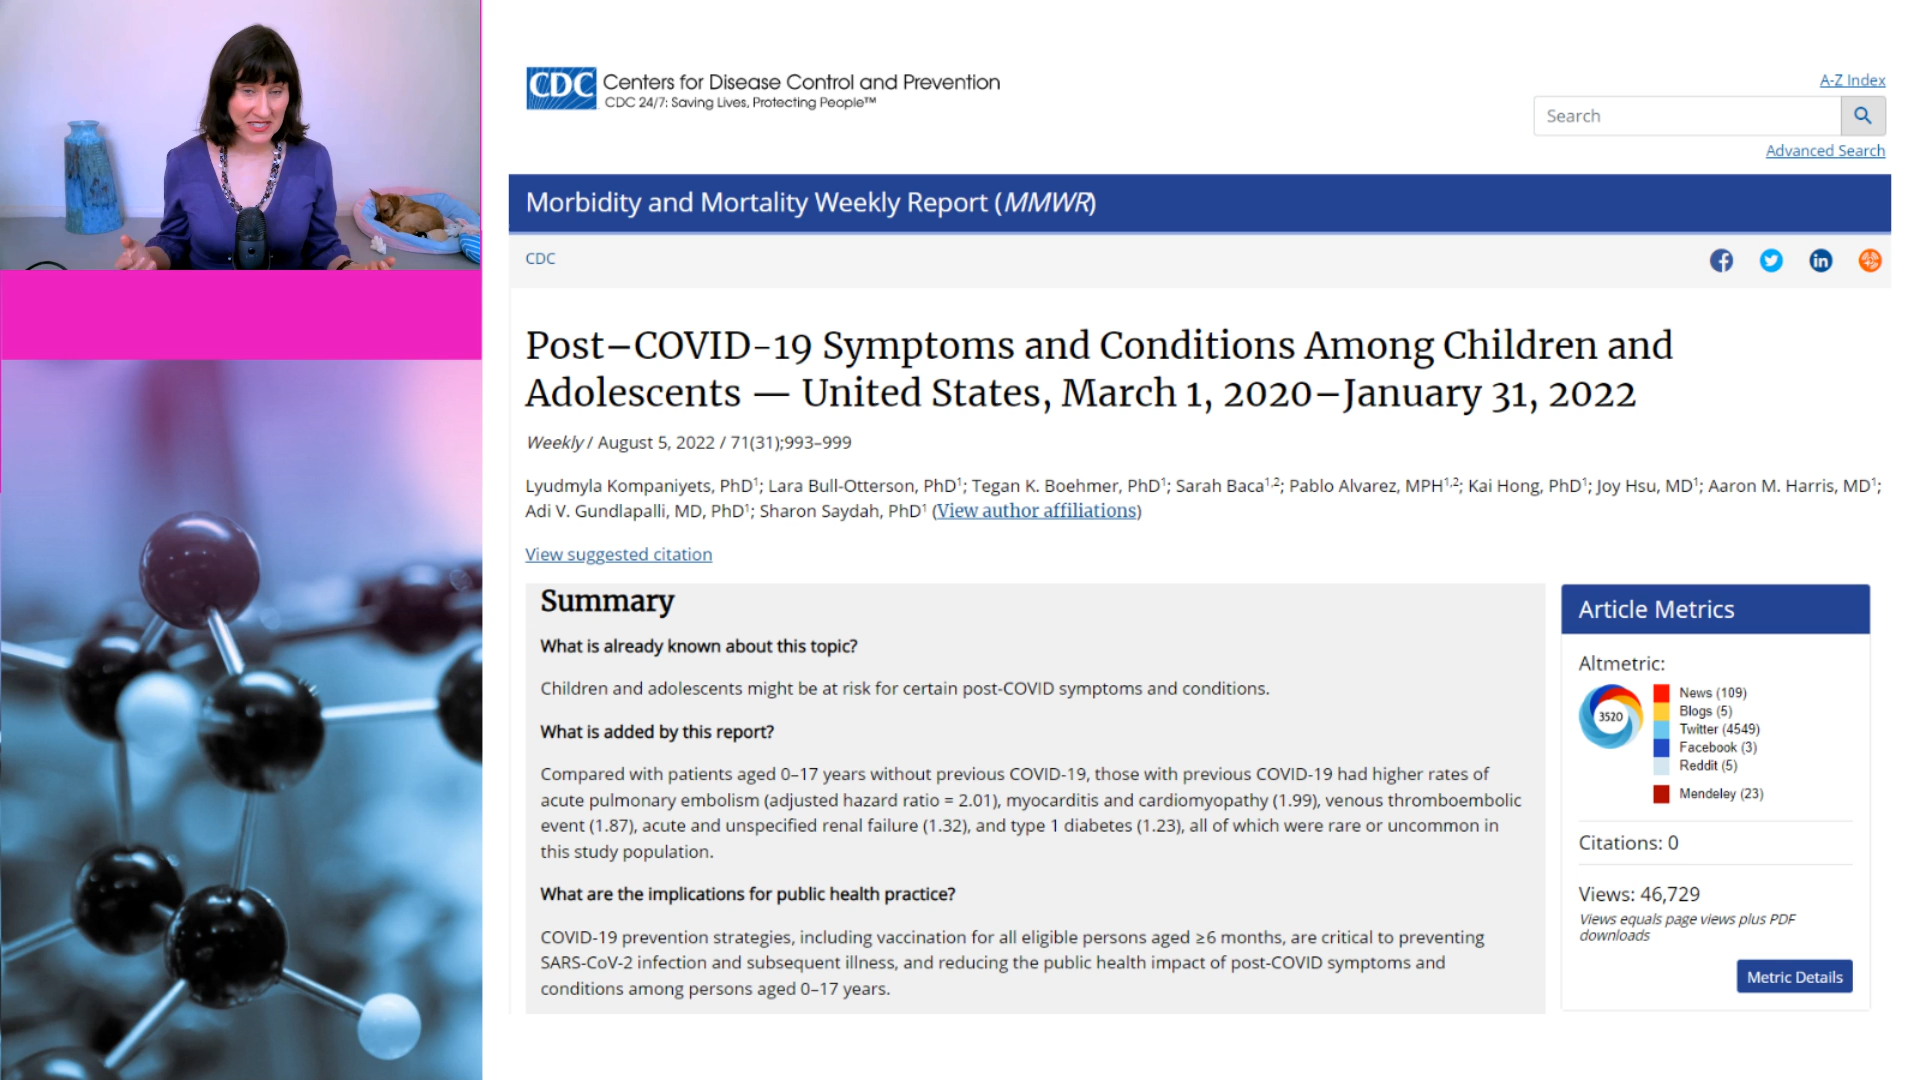 CDC Centers for Disease Control and Prevention
CDC 24/7: Saving Lives, Protecting People™
A-Z Index
Search
Advanced Search
Morbidity and Mortality Weekly Report (MMWR)
CDC
Post–COVID-19 Symptoms and Conditions Among Children and
Adolescents — United States, March 1, 2020–January 31, 2022
Weekly / August 5, 2022 / 71(31);993–999
Lyudmyla Kompaniyets, PhD¹; Lara Bull-Otterson, PhD¹; Tegan K. Boehmer, PhD¹; Sarah Baca¹,²; Pablo Alvarez, MPH¹,²; Kai Hong, PhD¹; Joy Hsu, MD¹; Aaron M. Harris, MD¹;
Adi V. Gundlapalli, MD, PhD¹; Sharon Saydah, PhD¹ (View author affiliations)
View suggested citation
Summary
What is already known about this topic?
Children and adolescents might be at risk for certain post-COVID symptoms and conditions.
What is added by this report?
Compared with patients aged 0–17 years without previous COVID-19, those with previous COVID-19 had higher rates of
acute pulmonary embolism (adjusted hazard ratio = 2.01), myocarditis and cardiomyopathy (1.99), venous thromboembolic
event (1.87), acute and unspecified renal failure (1.32), and type 1 diabetes (1.23), all of which were rare or uncommon in
this study population.
What are the implications for public health practice?
COVID-19 prevention strategies, including vaccination for all eligible persons aged ≥6 months, are critical to preventing
SARS-CoV-2 infection and subsequent illness, and reducing the public health impact of post-COVID symptoms and
conditions among persons aged 0–17 years.
Article Metrics
Altmetric:
3520
News (109)
Blogs (5)
Twitter (4549)
Facebook (3)
Reddit (5)
Mendeley (23)
Citations: 0
Views: 46,729
Views equals page views plus PDF
downloads
Metric Details